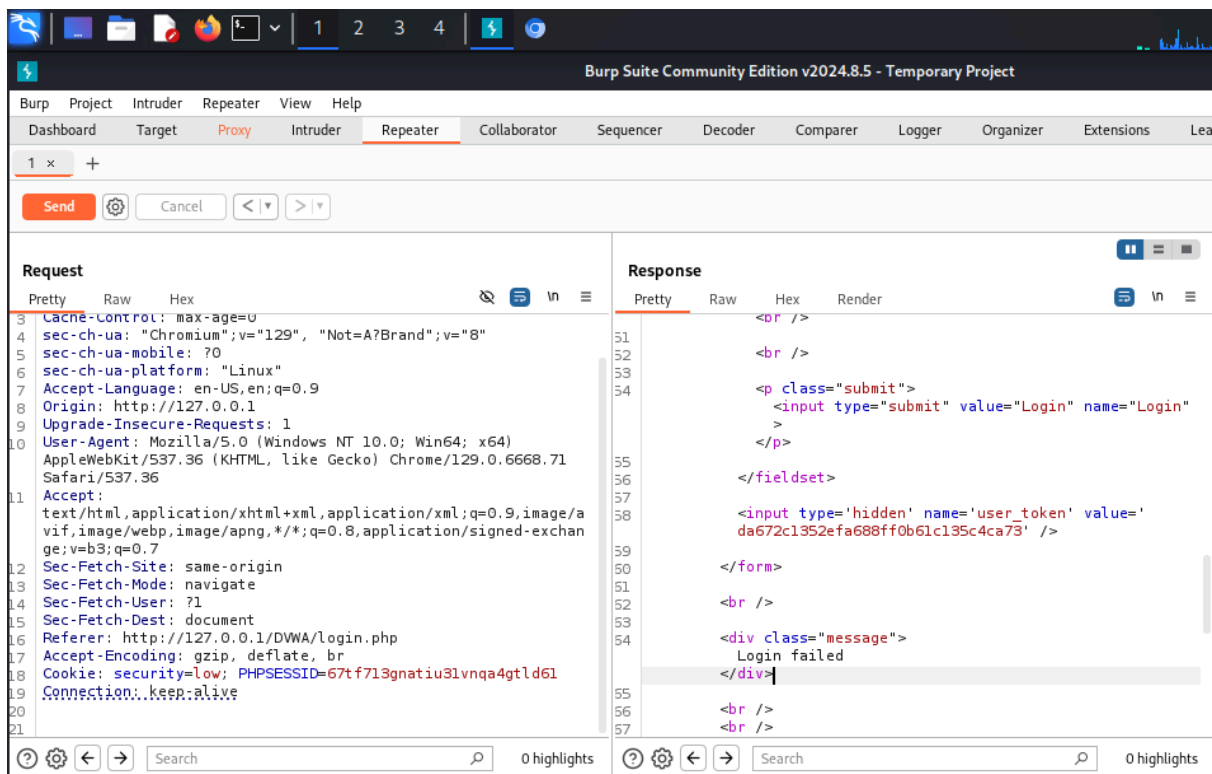 1 2 3 4
Burp Suite Community Edition v2024.8.5 - Temporary Project
Burp Project Intruder Repeater View Help
Dashboard Target Proxy Intruder Repeater Collaborator Sequencer Decoder Comparer Logger Organizer Extensions Lea
1 × +
Send Cancel < >
Request
Pretty Raw Hex \n
3 Cache-Control: max-age=0
4 sec-ch-ua: "Chromium";v="129", "Not=A?Brand";v="8"
5 sec-ch-ua-mobile: ?0
6 sec-ch-ua-platform: "Linux"
7 Accept-Language: en-US,en;q=0.9
8 Origin: http://127.0.0.1
9 Upgrade-Insecure-Requests: 1
10 User-Agent: Mozilla/5.0 (Windows NT 10.0; Win64; x64)
AppleWebKit/537.36 (KHTML, like Gecko) Chrome/129.0.6668.71
Safari/537.36
11 Accept:
text/html,application/xhtml+xml,application/xml;q=0.9,image/a
vif,image/webp,image/apng,*/*;q=0.8,application/signed-exchan
ge;v=b3;q=0.7
12 Sec-Fetch-Site: same-origin
13 Sec-Fetch-Mode: navigate
14 Sec-Fetch-User: ?1
15 Sec-Fetch-Dest: document
16 Referer: http://127.0.0.1/DVWA/login.php
17 Accept-Encoding: gzip, deflate, br
18 Cookie: security=low; PHPSESSID=67tf713gnatiu31vnqa4gtld61
19 Connection: keep-alive
20
21
Search 0 highlights
Response
Pretty Raw Hex Render \n
<br />
51
52 <br />
53
54 <p class="submit">
<input type="submit" value="Login" name="Login"
>
</p>
55
56 </fieldset>
57
58 <input type='hidden' name='user_token' value='
da672c1352efa688ff0b61c135c4ca73' />
59
60 </form>
61
62 <br />
63
64 <div class="message">
Login failed
</div>
65
66 <br />
67 <br />
Search 0 highlights